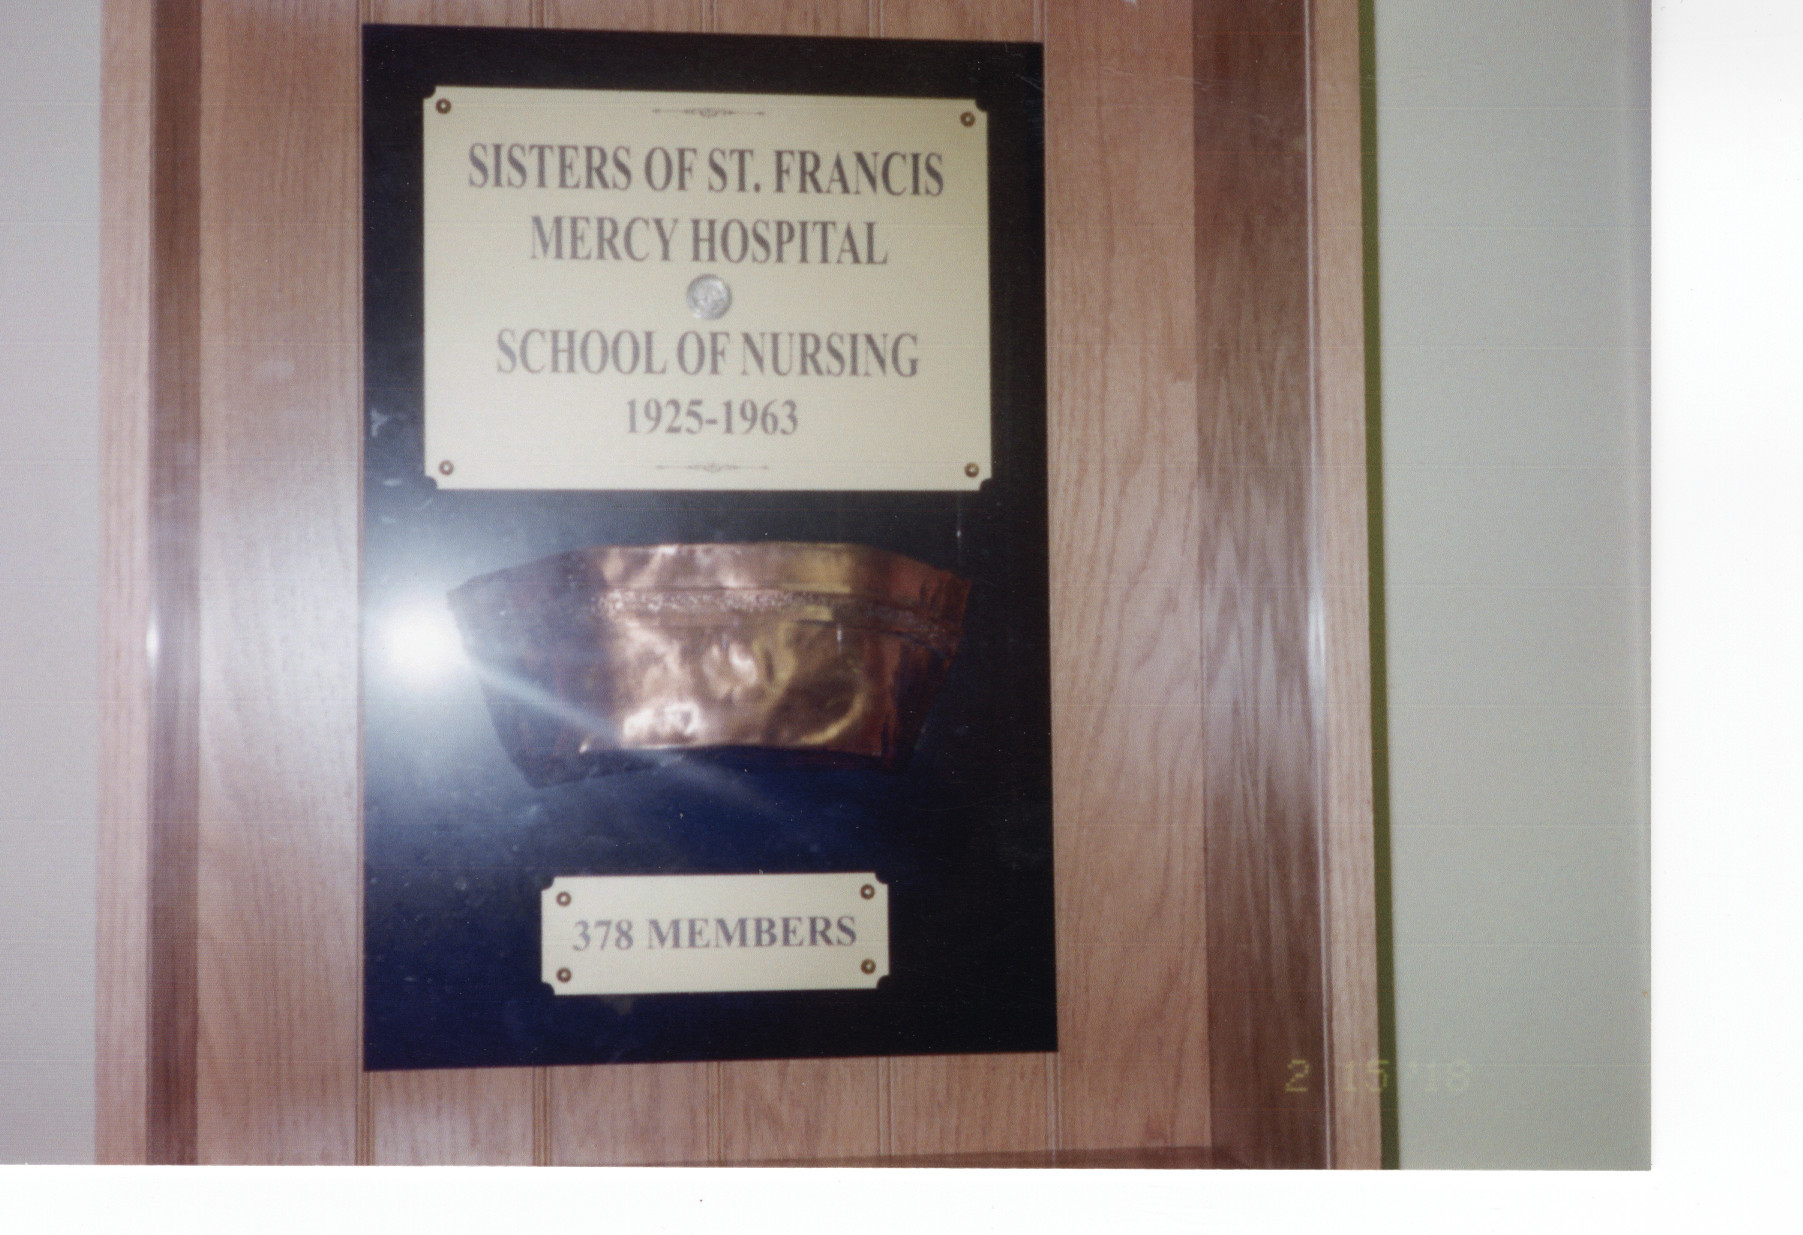 SISTERS OF ST. FRANCIS
MERCY HOSPITAL
SCHOOL OF NURSING
1925-1963
378 MEMBERS
2 15 '18